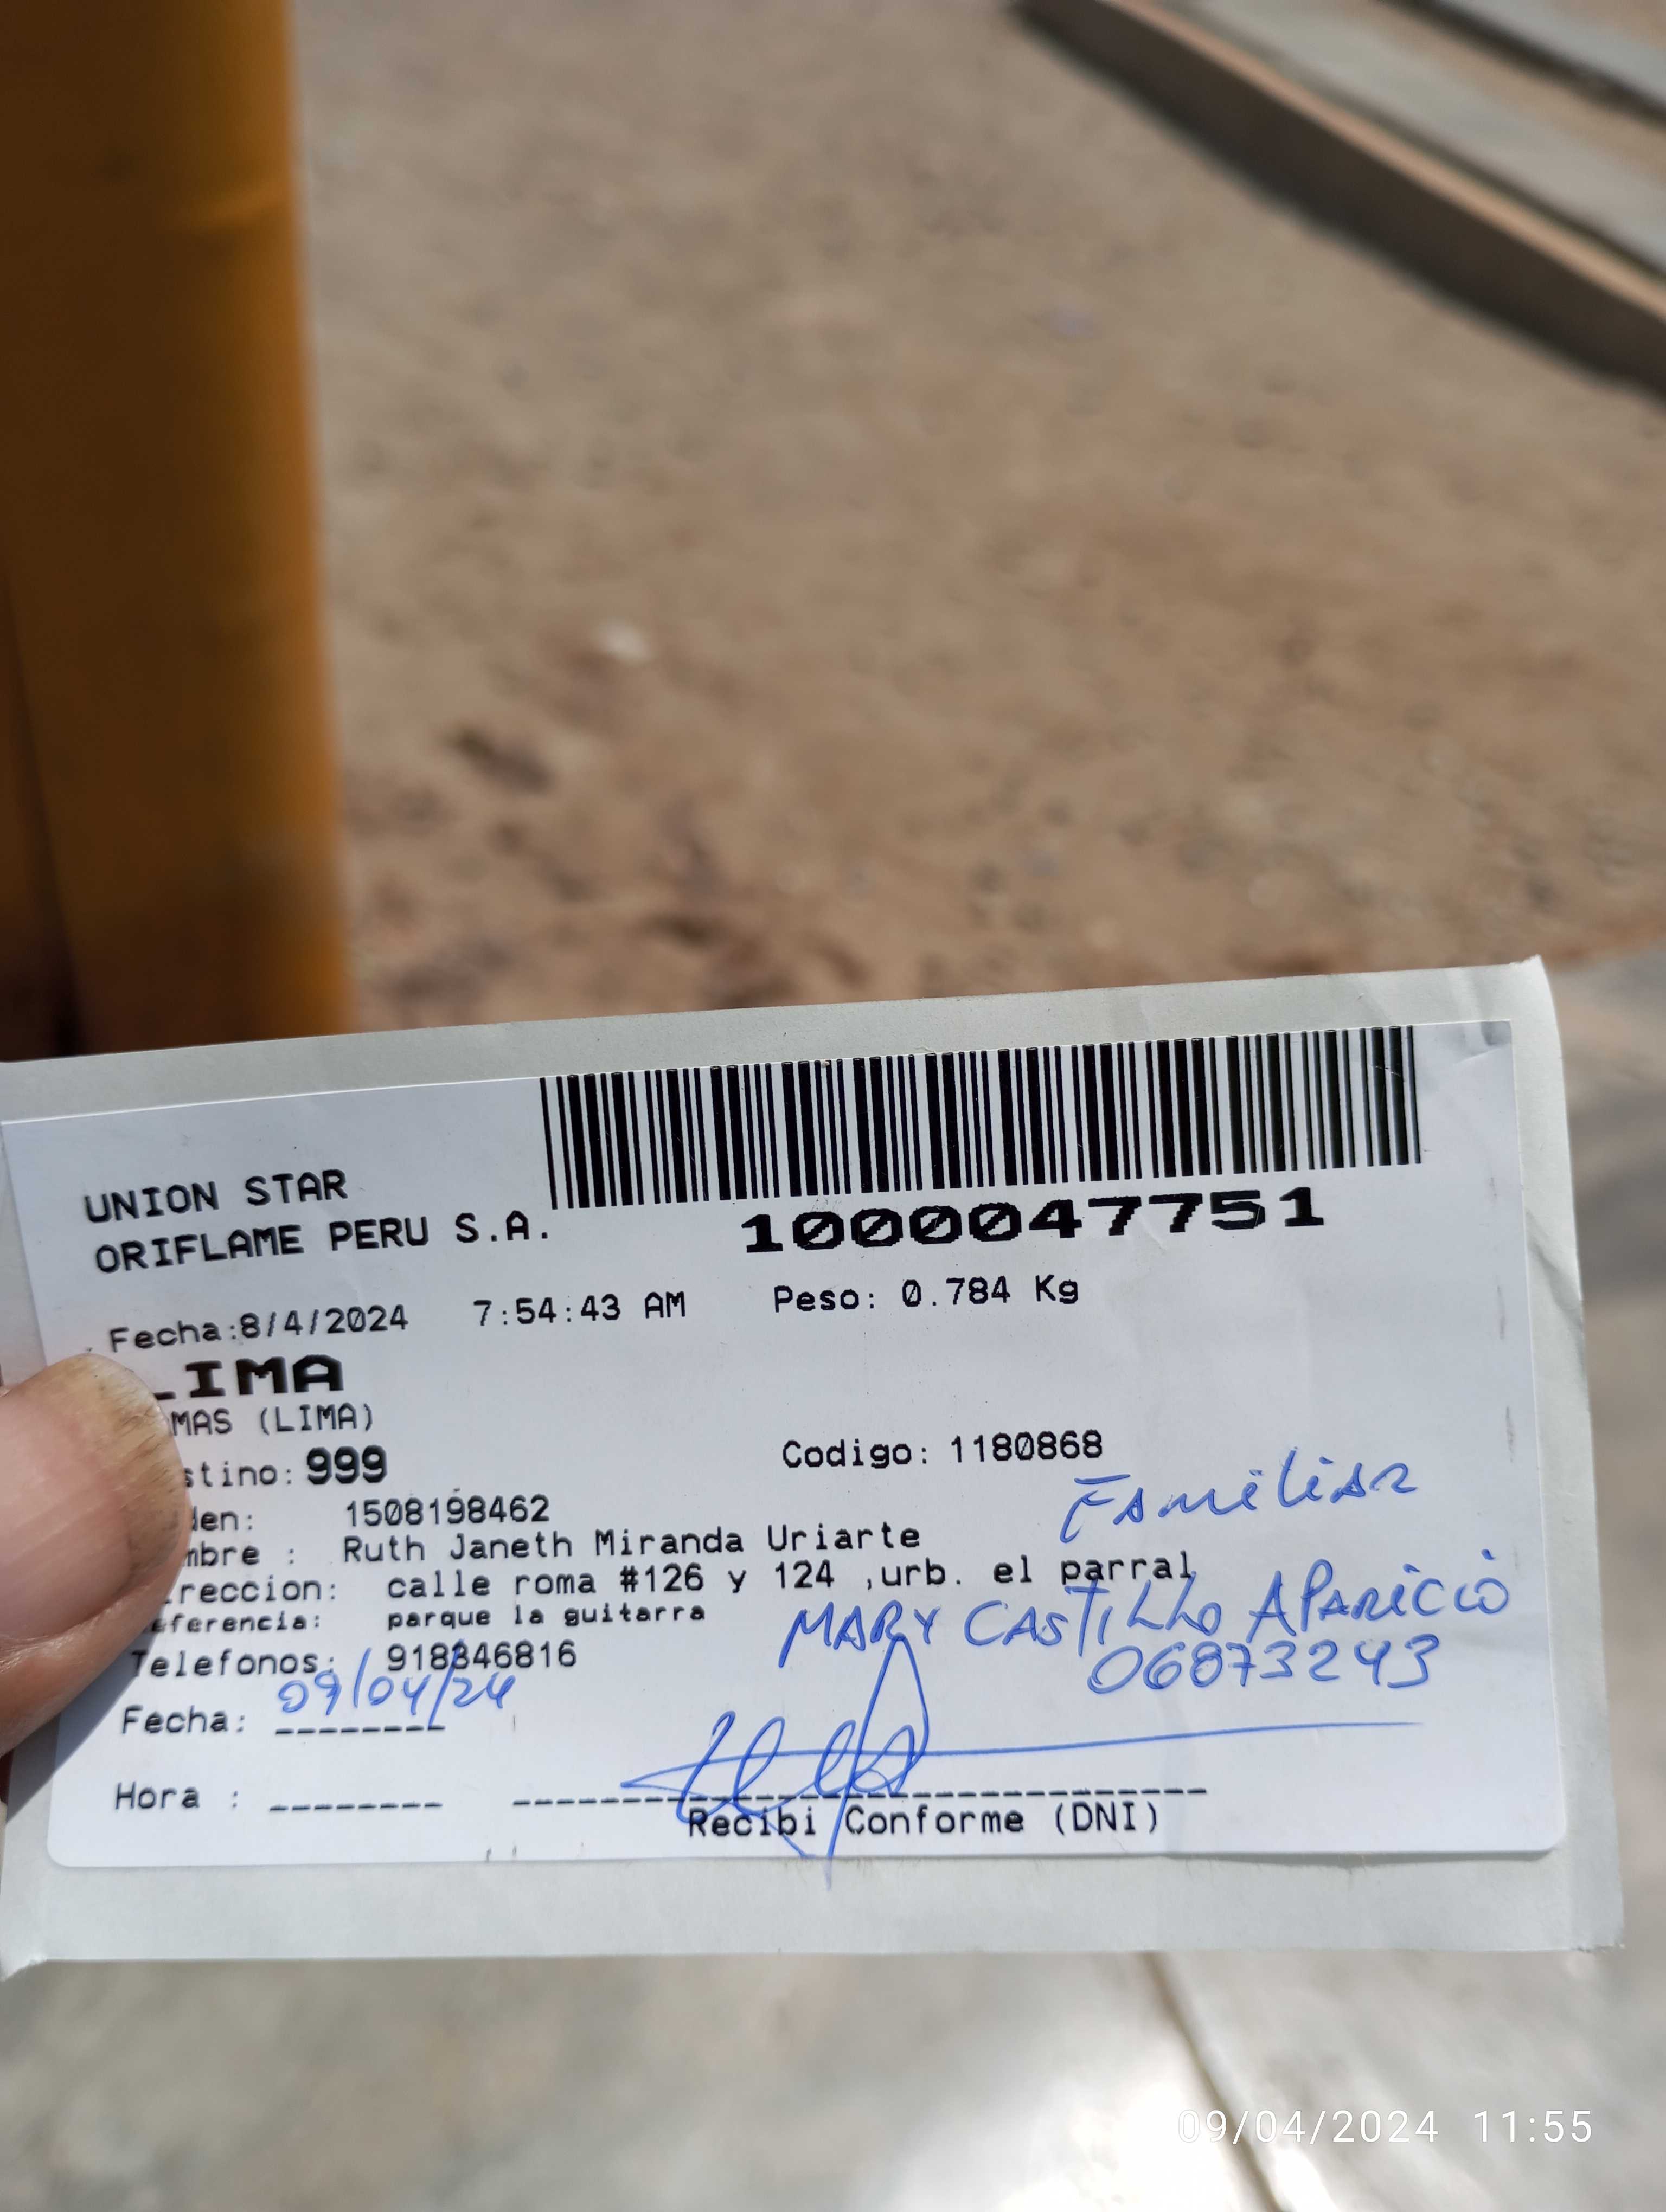 UNION STAR
ORIFLAME PERU S.A.
1000047751
Fecha:8/4/2024 7:54:43 AM Peso: 0.784 Kg
LIMA
MAS (LIMA)
stino: 999 Codigo: 1180868
den: 1508198462
Familiar
mbre : Ruth Janeth Miranda Uriarte
reccion: calle roma #126 y 124 ,urb. el parral
eferencia: parque la guitarra
MARY CASTILLO APARICIO
Telefonos: 918846816
06873243
Fecha: 09/04/24
Hora :
Recibi Conforme (DNI)
09/04/2024 11:55